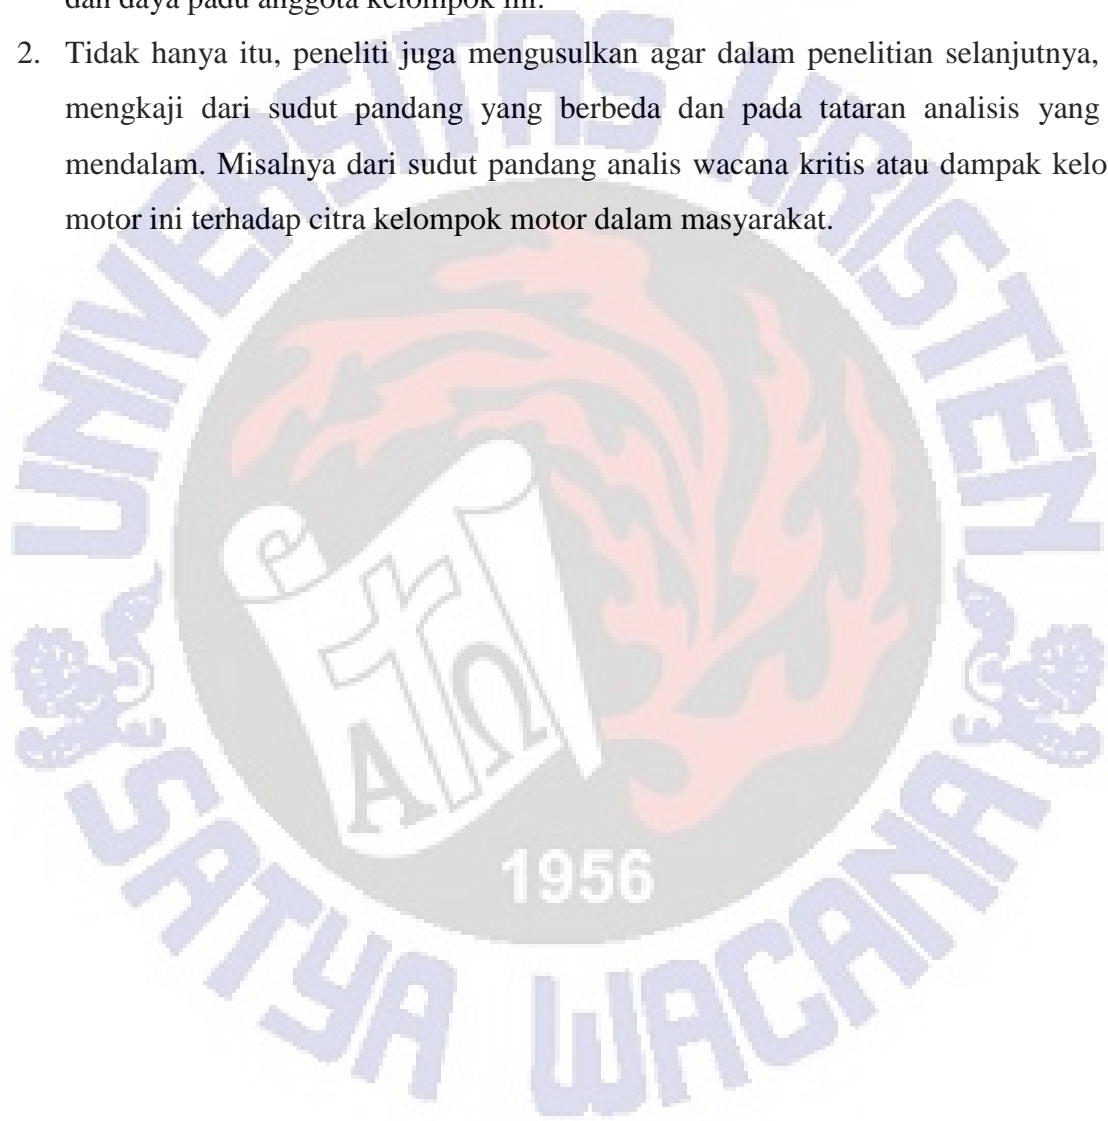 dan daya padu anggota kelompok ini.
2. Tidak hanya itu, peneliti juga mengusulkan agar dalam penelitian selanjutnya,
mengkaji dari sudut pandang yang berbeda dan pada tataran analisis yang
mendalam. Misalnya dari sudut pandang analis wacana kritis atau dampak kelo
motor ini terhadap citra kelompok motor dalam masyarakat.
UNIVERSITAS KRISTEN
Α Ω
1956
SATYA WACANA